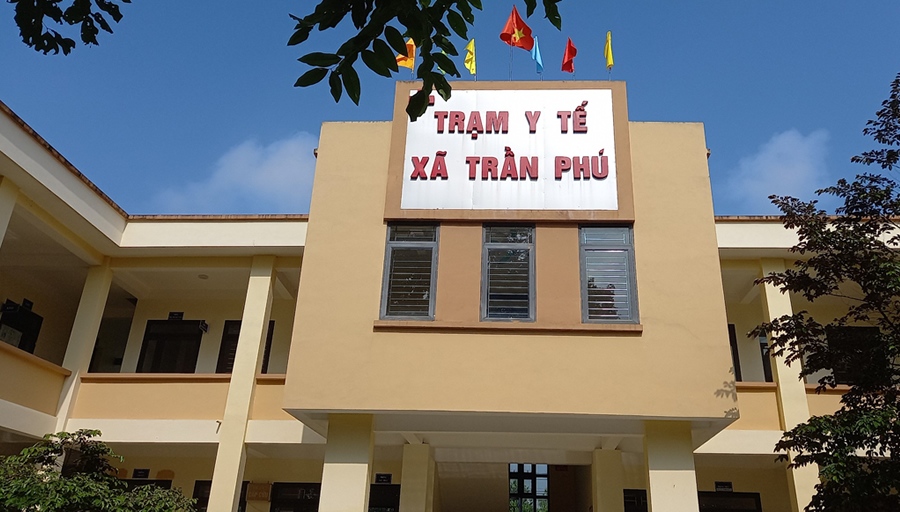 TRẠM Y TẾ
XÃ TRẦN PHÚ